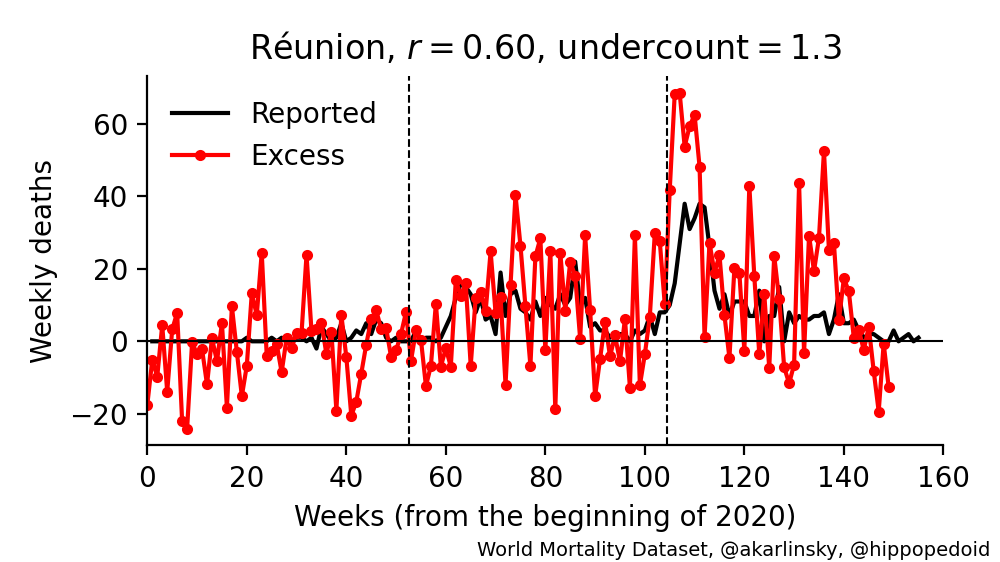 Réunion, r = 0.60, undercount = 1.3
Reported
Excess
60
40
20
0
−20
Weekly deaths
0 20 40 60 80 100 120 140 160
Weeks (from the beginning of 2020)
World Mortality Dataset, @akarlinsky, @hippopedoid